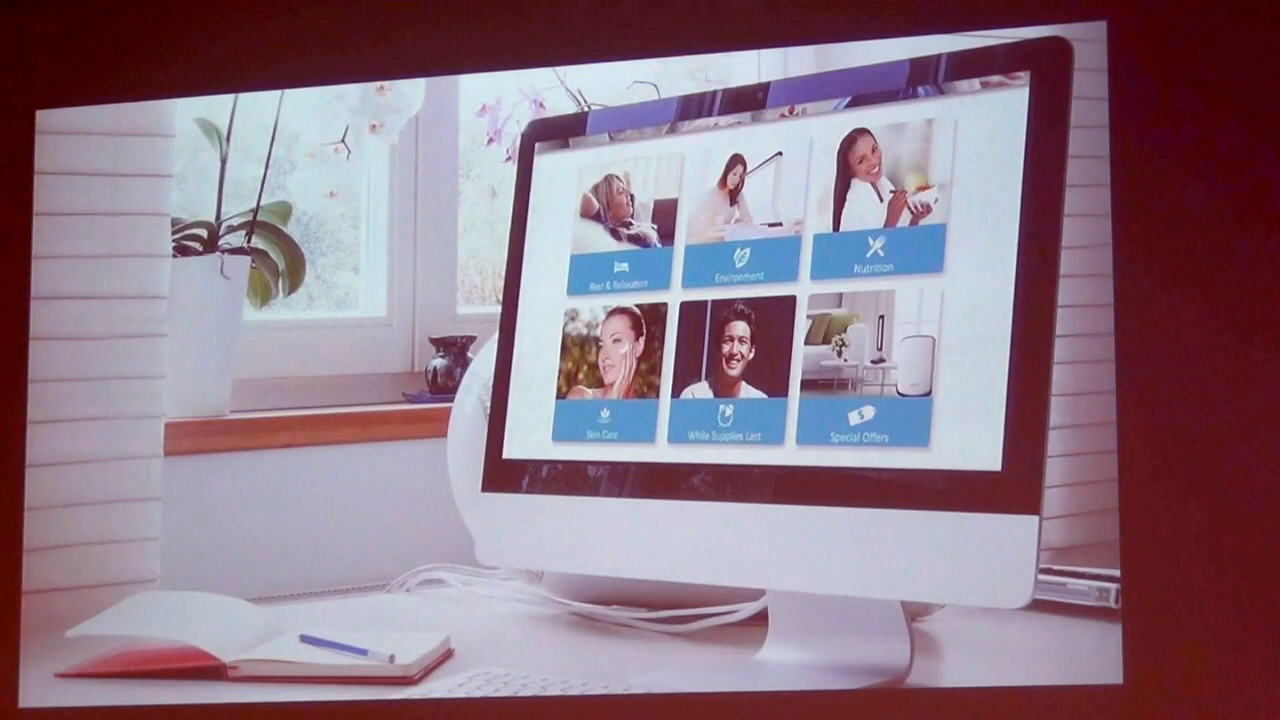 Rest & Relaxation
Environment
Nutrition
Skin Care
While Supplies Last
$
Special Offers